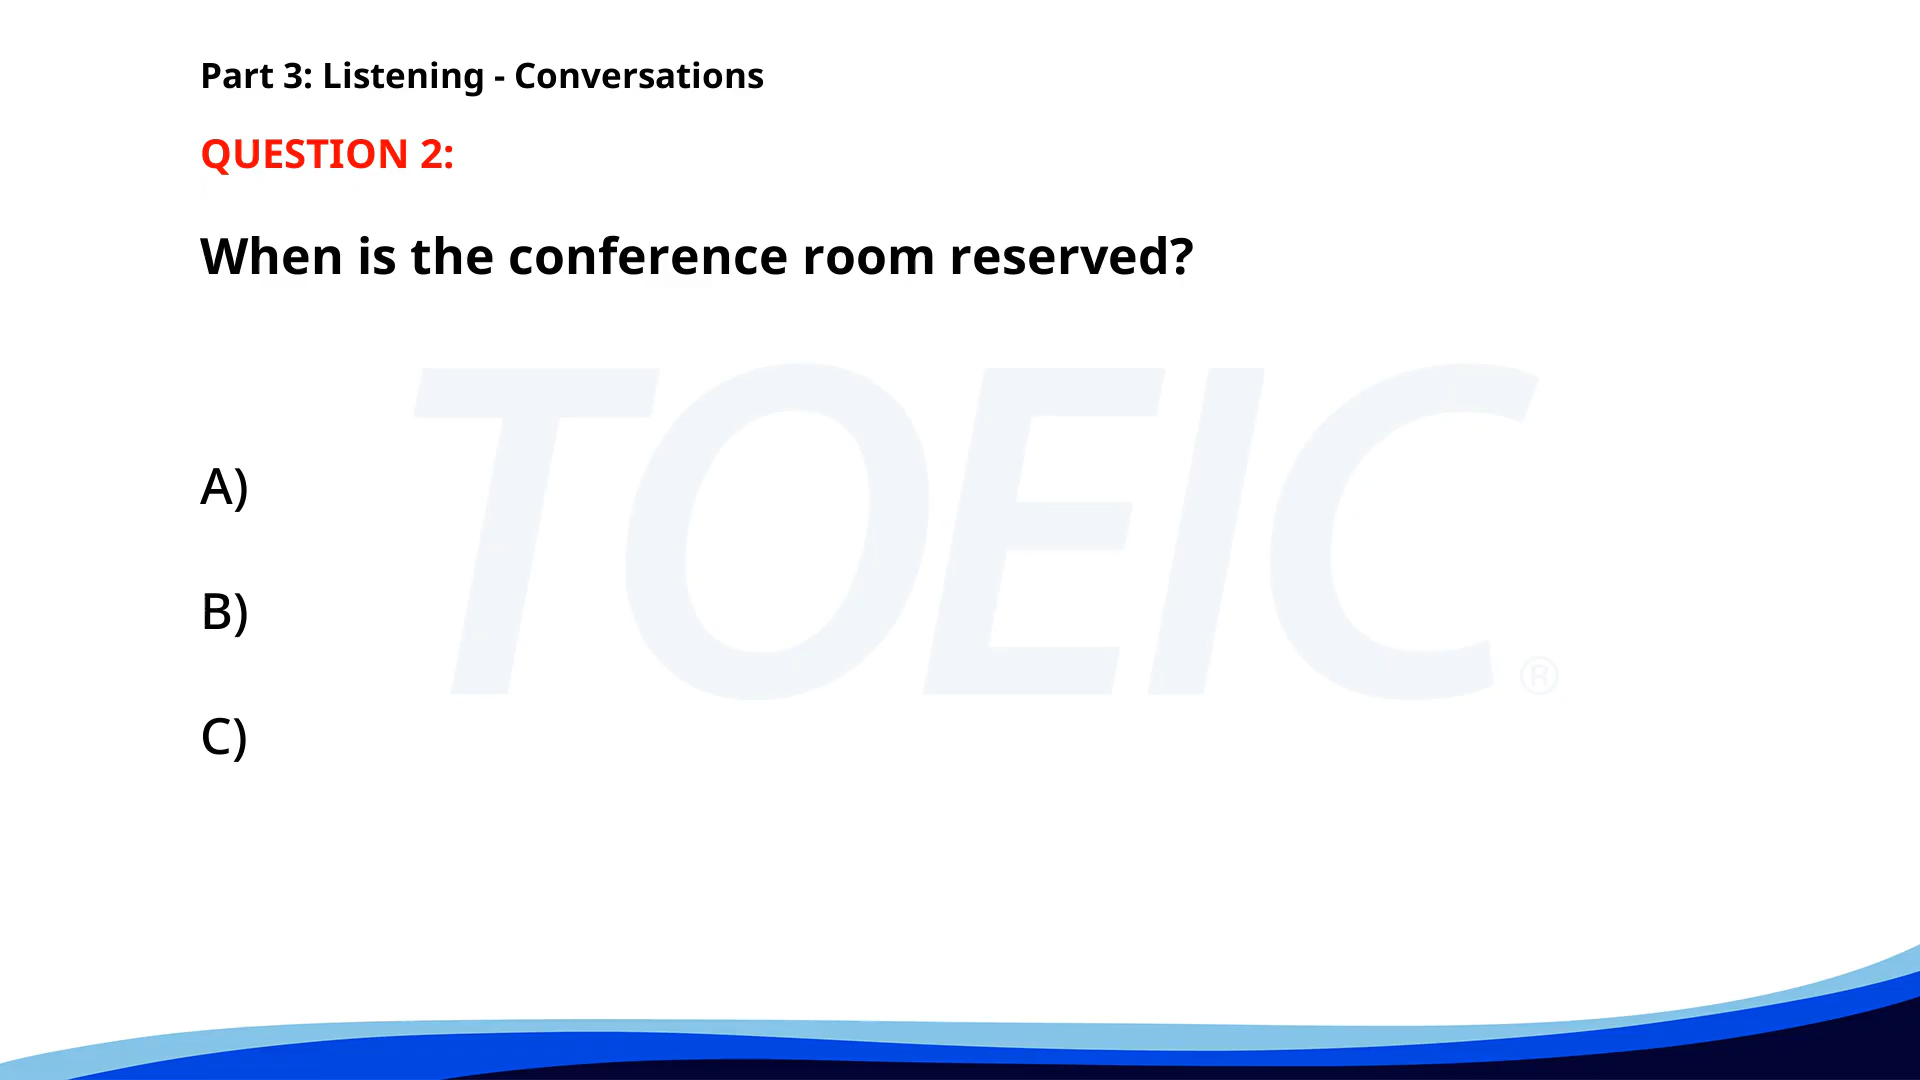 Part 3: Listening - Conversations
QUESTION 2:
When is the conference room reserved?
TOEIC®
A)
B)
C)